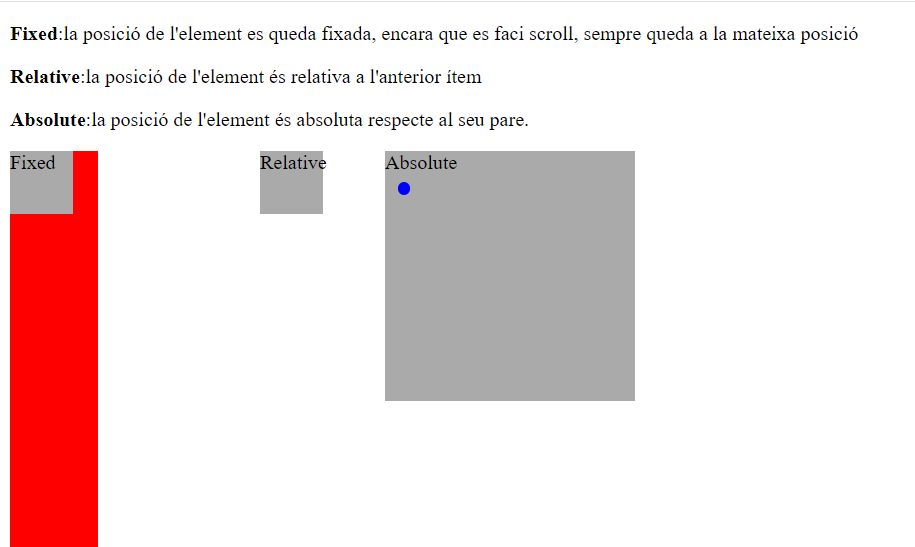 Fixed:la posició de l'element es queda fixada, encara que es faci scroll, sempre queda a la mateixa posició
Relative:la posició de l'element és relativa a l'anterior ítem
Absolute:la posició de l'element és absoluta respecte al seu pare.
Fixed
Relative
Absolute